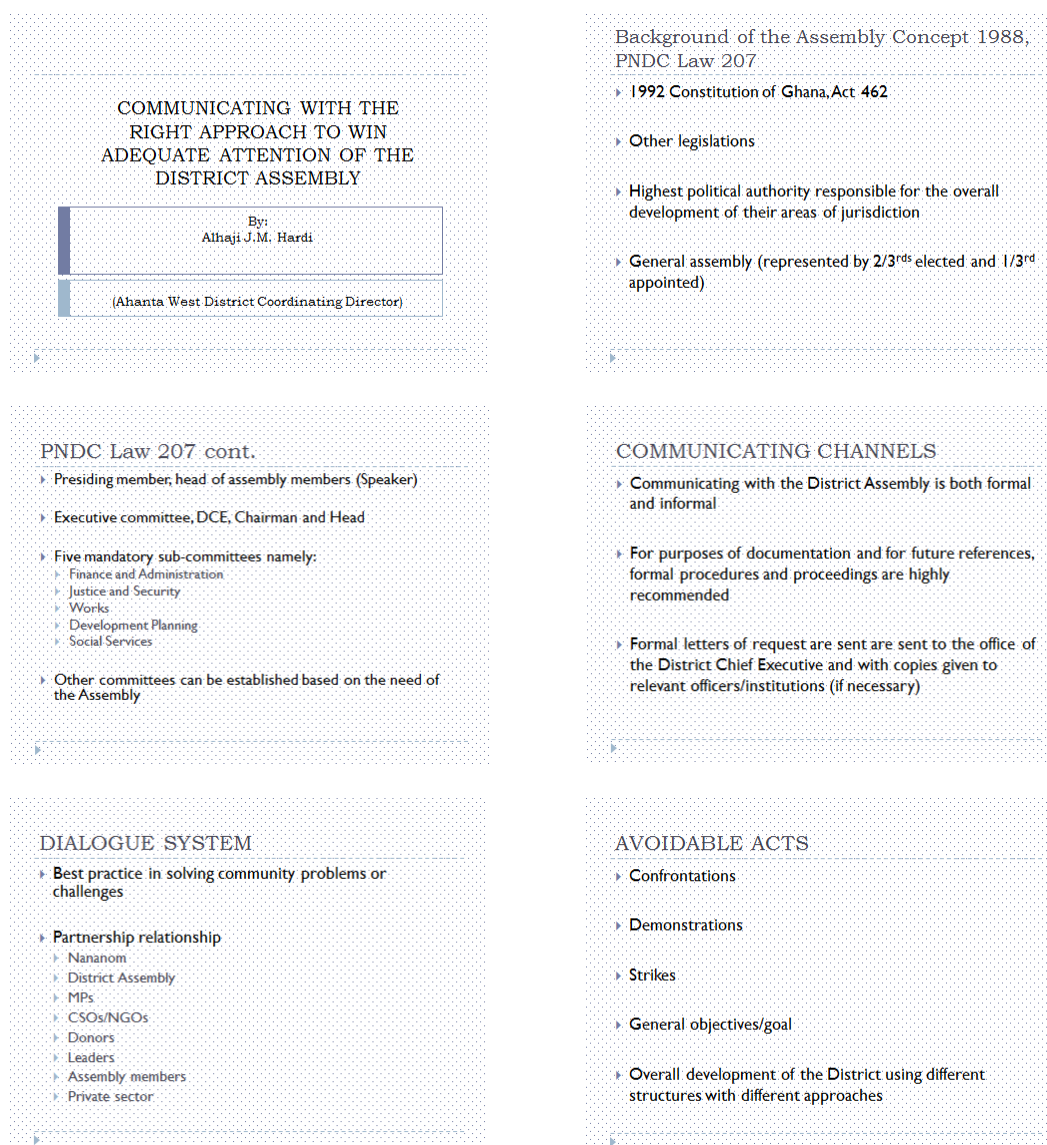 COMMUNICATING WITH THE
RIGHT APPROACH TO WIN
ADEQUATE ATTENTION OF THE
DISTRICT ASSEMBLY
By:
Alhaji J.M. Hardi
(Ahanta West District Coordinating Director)
Background of the Assembly Concept 1988,
PNDC Law 207
1992 Constitution of Ghana, Act 462
Other legislations
Highest political authority responsible for the overall
development of their areas of jurisdiction
General assembly (represented by 2/3rds elected and 1/3rd
appointed)
PNDC Law 207 cont.
Presiding member, head of assembly members (Speaker)
Executive committee, DCE, Chairman and Head
Five mandatory sub-committees namely:
Finance and Administration
Justice and Security
Works
Development Planning
Social Services
Other committees can be established based on the need of
the Assembly
COMMUNICATING CHANNELS
Communicating with the District Assembly is both formal
and informal
For purposes of documentation and for future references,
formal procedures and proceedings are highly
recommended
Formal letters of request are sent are sent to the office of
the District Chief Executive and with copies given to
relevant officers/institutions (if necessary)
DIALOGUE SYSTEM
Best practice in solving community problems or
challenges
Partnership relationship
Nananom
District Assembly
MPs
CSOs/NGOs
Donors
Leaders
Assembly members
Private sector
AVOIDABLE ACTS
Confrontations
Demonstrations
Strikes
General objectives/goal
Overall development of the District using different
structures with different approaches